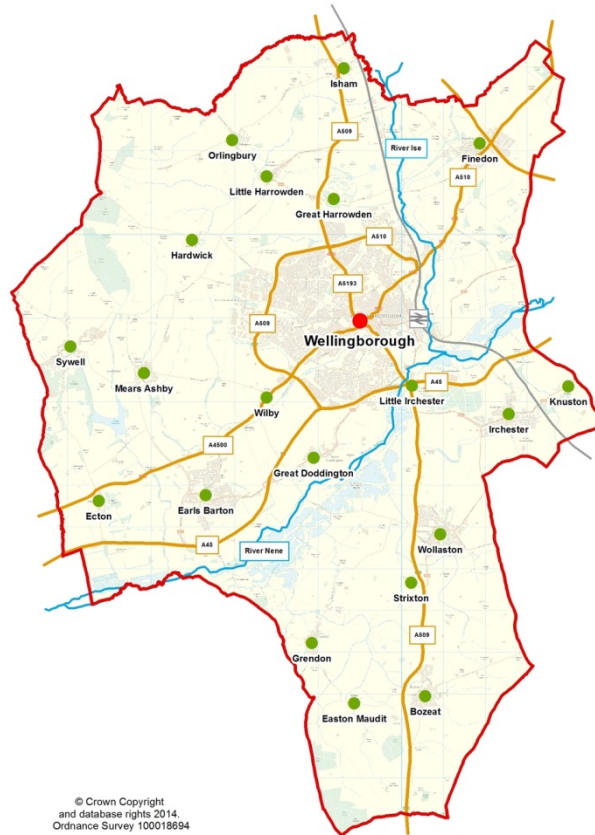 Isham
A509
River Ise
Orlingbury
Finedon
Little Harrowden
A510
Great Harrowden
Hardwick
A510
A5193
A509
Wellingborough
Sywell
Mears Ashby
A45
Little Irchester
Knuston
Wilby
Irchester
A4500
Great Doddington
Ecton
Earls Barton
Wollaston
A45
River Nene
Strixton
A509
Grendon
Easton Maudit
Bozeat
© Crown Copyright
and database rights 2014.
Ordnance Survey 100018694